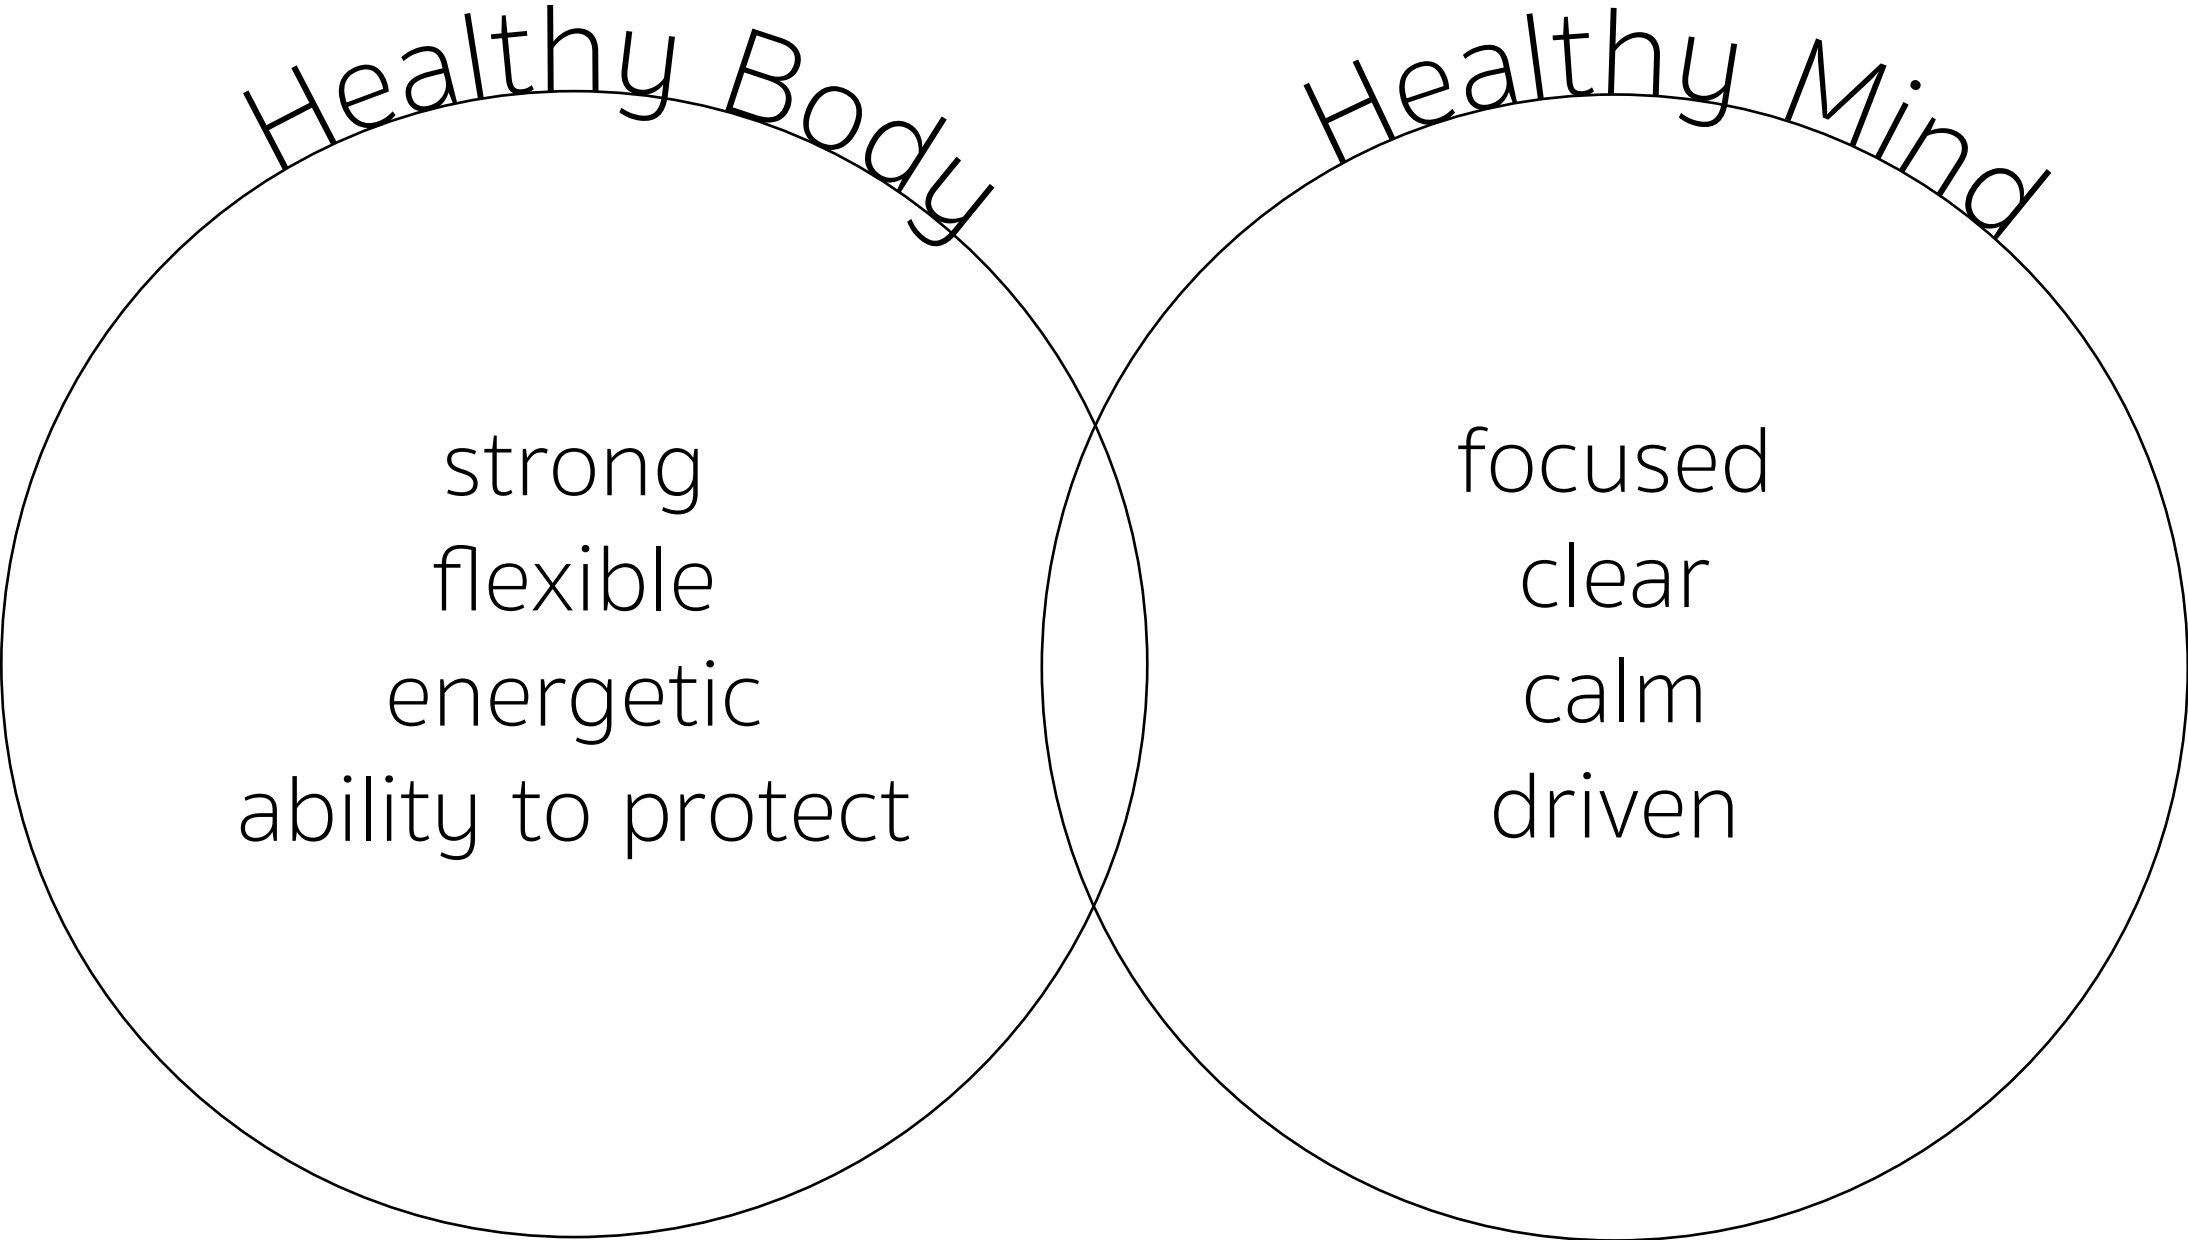 Healthy Body
strong
flexible
energetic
ability to protect
Healthy Mind
focused
clear
calm
driven